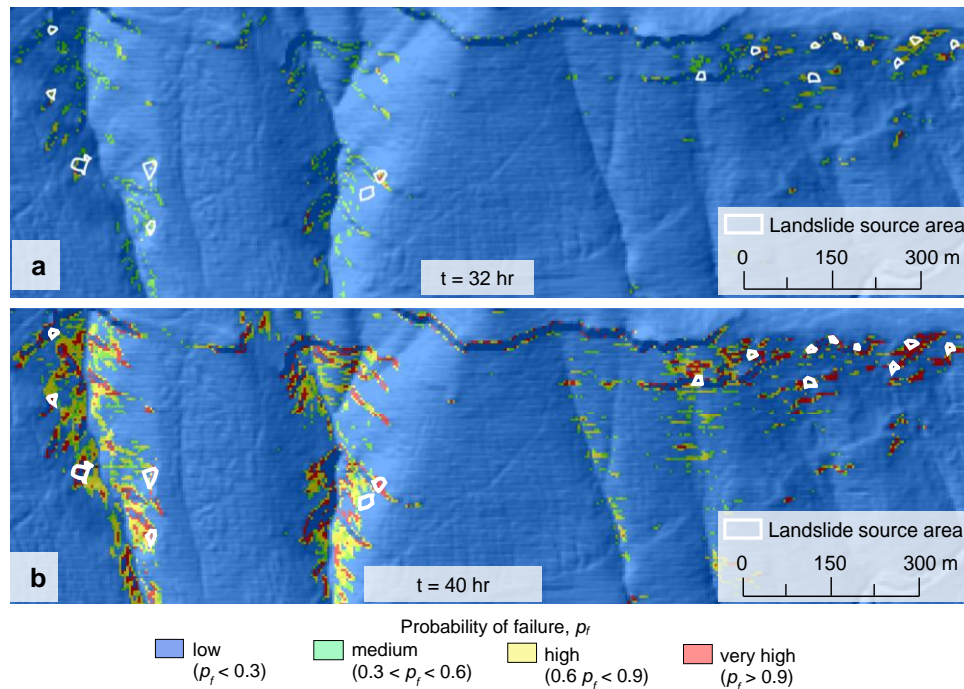 Landslide source area
0 150 300 m
a
t = 32 hr
Landslide source area
0 150 300 m
b
t = 40 hr
Probability of failure, pf
low
(pf < 0.3)
medium
(0.3 < pf < 0.6)
high
(0.6 pf < 0.9)
very high
(pf > 0.9)